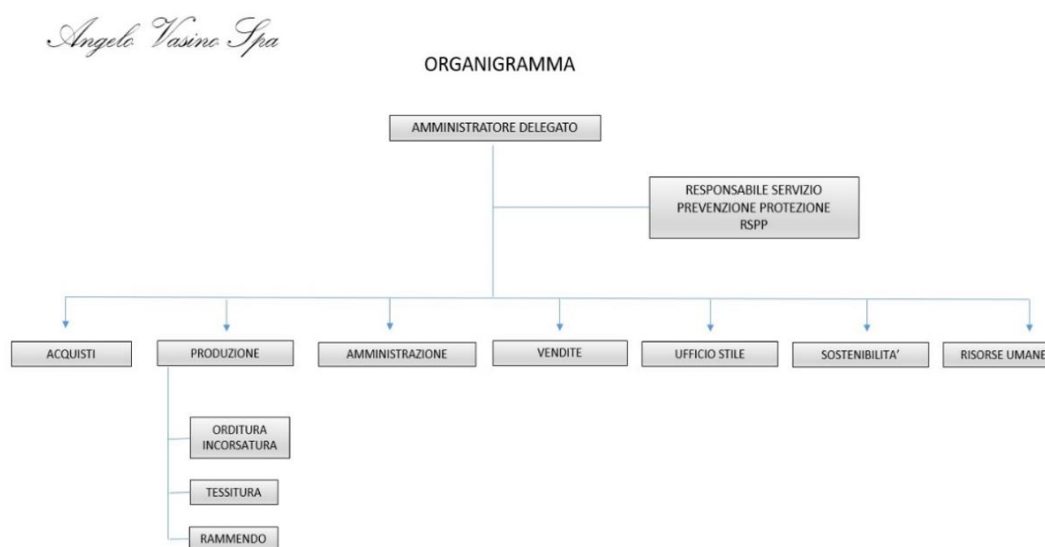 Angelo Vasino Spa
ORGANIGRAMMA
AMMINISTRATORE DELEGATO
RESPONSABILE SERVIZIO
PREVENZIONE PROTEZIONE
RSPP
ACQUISTI
PRODUZIONE
AMMINISTRAZIONE
VENDITE
UFFICIO STILE
SOSTENIBILITA'
RISORSE UMANE
ORDITURA
INCORSATURA
TESSITURA
RAMMENDO